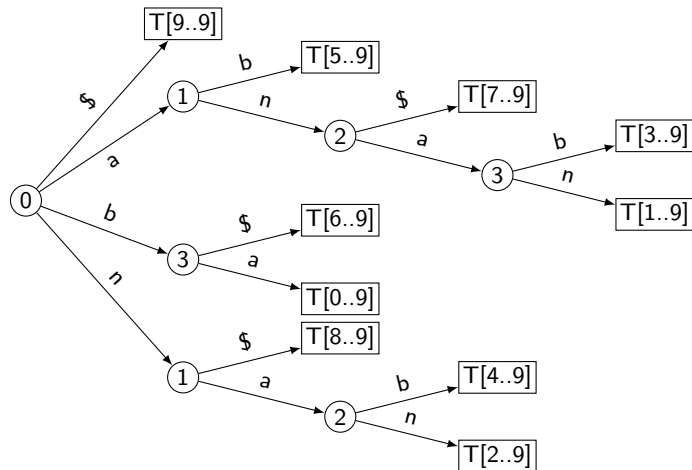 T[9..9]
$
a
b
n
0
1
b
n
T[5..9]
2
$
a
T[7..9]
3
b
n
T[3..9]
T[1..9]
3
$
a
T[6..9]
T[0..9]
1
$
a
T[8..9]
2
b
n
T[4..9]
T[2..9]